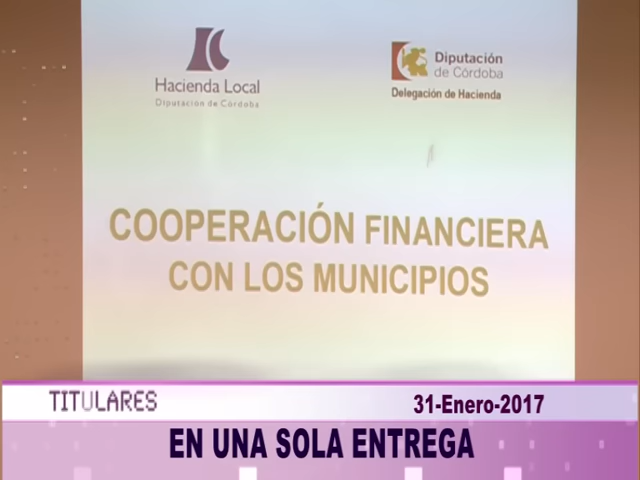 Hacienda Local
Diputación de Córdoba
Diputación
de Córdoba
Delegación de Hacienda
COOPERACIÓN FINANCIERA
CON LOS MUNICIPIOS
TITULARES
31-Enero-2017
EN UNA SOLA ENTREGA